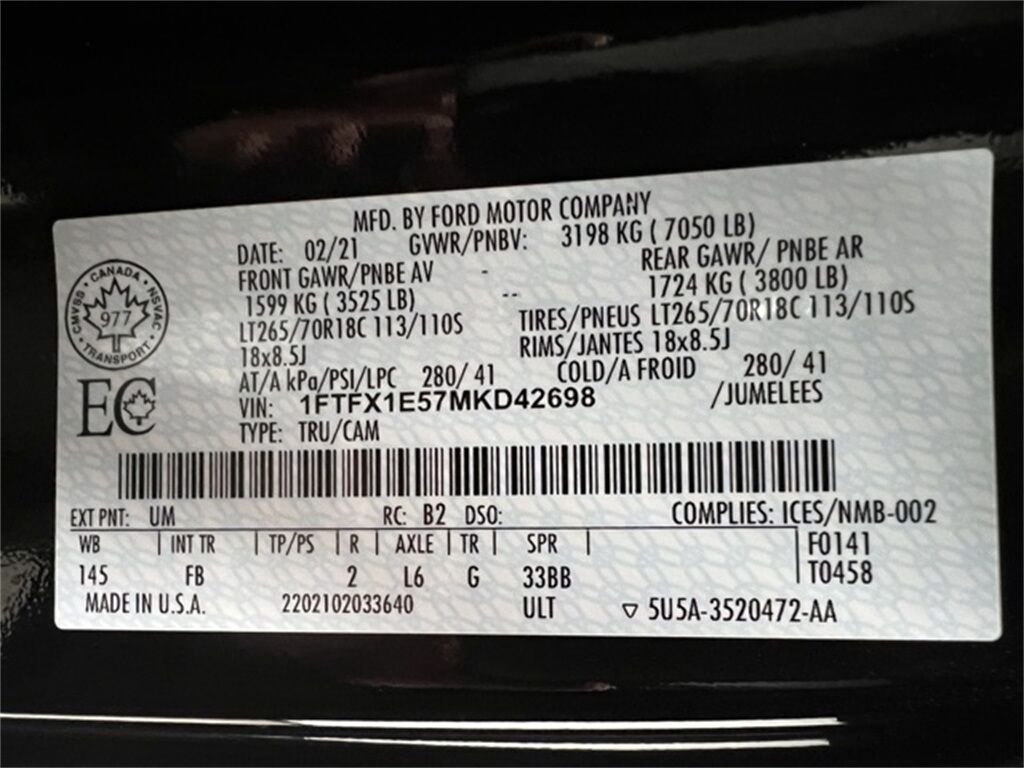 MFD. BY FORD MOTOR COMPANY
DATE: 02/21 GVWR/PNBV: 3198 KG ( 7050 LB)
FRONT GAWR/PNBE AV - REAR GAWR/ PNBE AR
1599 KG ( 3525 LB) -- 1724 KG ( 3800 LB)
LT265/70R18C 113/110S TIRES/PNEUS LT265/70R18C 113/110S
18x8.5J RIMS/JANTES 18x8.5J
AT/A kPa/PSI/LPC 280/ 41 COLD/A FROID 280/ 41
VIN: 1FTFX1E57MKD42698 /JUMELEES
TYPE: TRU/CAM
CMVSS • CANADA • NSVAC • TRANSPORT •
977
EC
EXT PNT: UM RC: B2 DSO: COMPLIES: ICES/NMB-002
WB | INT TR | TP/PS | R | AXLE | TR | SPR | F0141
145 FB 2 L6 G 33BB T0458
MADE IN U.S.A. 2202102033640 ULT ▽ 5U5A-3520472-AA